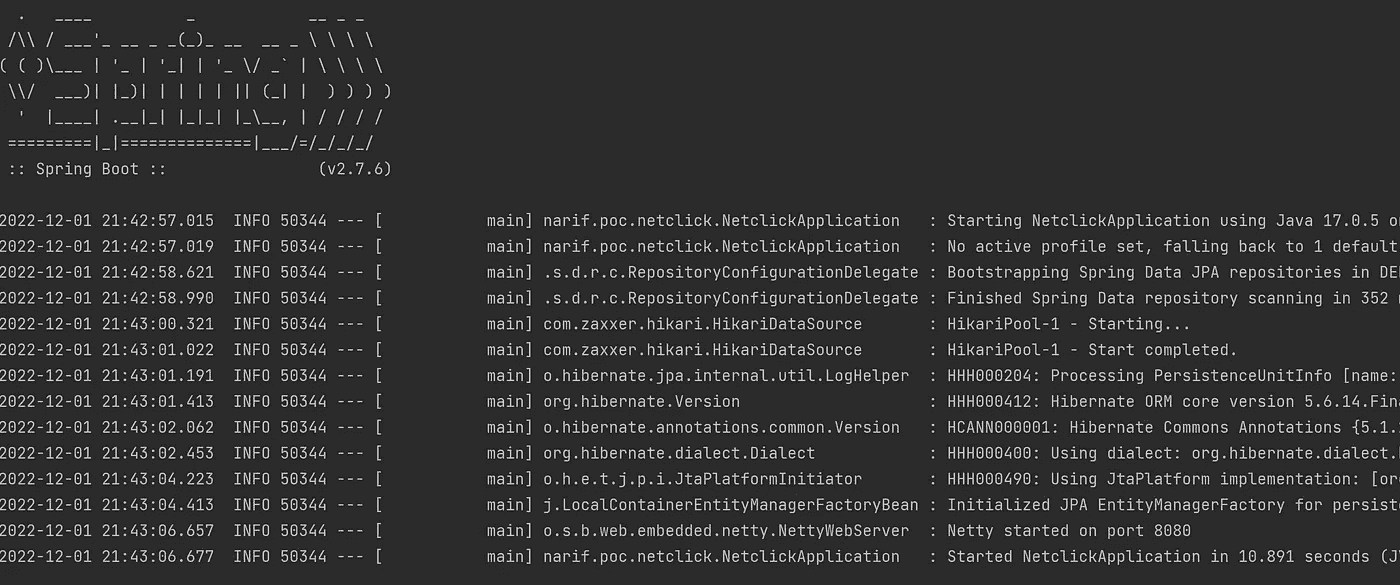 .   ____          _            __ _ _
 /\\ / ___'_ __ _ _(_)_ __  __ _ \ \ \ \
( ( )\___ | '_ | '_| | '_ \/ _` | \ \ \ \
 \\/  ___)| |_)| | | | | || (_| |  ) ) ) )
  '  |____| .__|_| |_|_| |_\__, | / / / /
 =========|_|==============|___/=/_/_/_/
 :: Spring Boot ::                (v2.7.6)
2022-12-01 21:42:57.015  INFO 50344 --- [           main] narif.poc.netclick.NetclickApplication   : Starting NetclickApplication using Java 17.0.5
2022-12-01 21:42:57.019  INFO 50344 --- [           main] narif.poc.netclick.NetclickApplication   : No active profile set, falling back to 1 default
2022-12-01 21:42:58.621  INFO 50344 --- [           main] .s.d.r.c.RepositoryConfigurationDelegate : Bootstrapping Spring Data JPA repositories in
2022-12-01 21:42:58.990  INFO 50344 --- [           main] .s.d.r.c.RepositoryConfigurationDelegate : Finished Spring Data repository scanning in 352
2022-12-01 21:43:00.321  INFO 50344 --- [           main] com.zaxxer.hikari.HikariDataSource       : HikariPool-1 - Starting...
2022-12-01 21:43:01.022  INFO 50344 --- [           main] com.zaxxer.hikari.HikariDataSource       : HikariPool-1 - Start completed.
2022-12-01 21:43:01.191  INFO 50344 --- [           main] o.hibernate.jpa.internal.util.LogHelper  : HHH000204: Processing PersistenceUnitInfo [name:
2022-12-01 21:43:01.413  INFO 50344 --- [           main] org.hibernate.Version                    : HHH000412: Hibernate ORM core version 5.6.14.Fin
2022-12-01 21:43:02.062  INFO 50344 --- [           main] o.hibernate.annotations.common.Version   : HCANN000001: Hibernate Commons Annotations {5.1.
2022-12-01 21:43:02.453  INFO 50344 --- [           main] org.hibernate.dialect.Dialect            : HHH000400: Using dialect: org.hibernate.dialect.
2022-12-01 21:43:04.223  INFO 50344 --- [           main] o.h.e.t.j.p.i.JtaPlatformInitiator       : HHH000490: Using JtaPlatform implementation: [or
2022-12-01 21:43:04.413  INFO 50344 --- [           main] j.LocalContainerEntityManagerFactoryBean : Initialized JPA EntityManagerFactory for persist
2022-12-01 21:43:06.657  INFO 50344 --- [           main] o.s.b.web.embedded.netty.NettyWebServer  : Netty started on port 8080
2022-12-01 21:43:06.677  INFO 50344 --- [           main] narif.poc.netclick.NetclickApplication   : Started NetclickApplication in 10.891 seconds (J